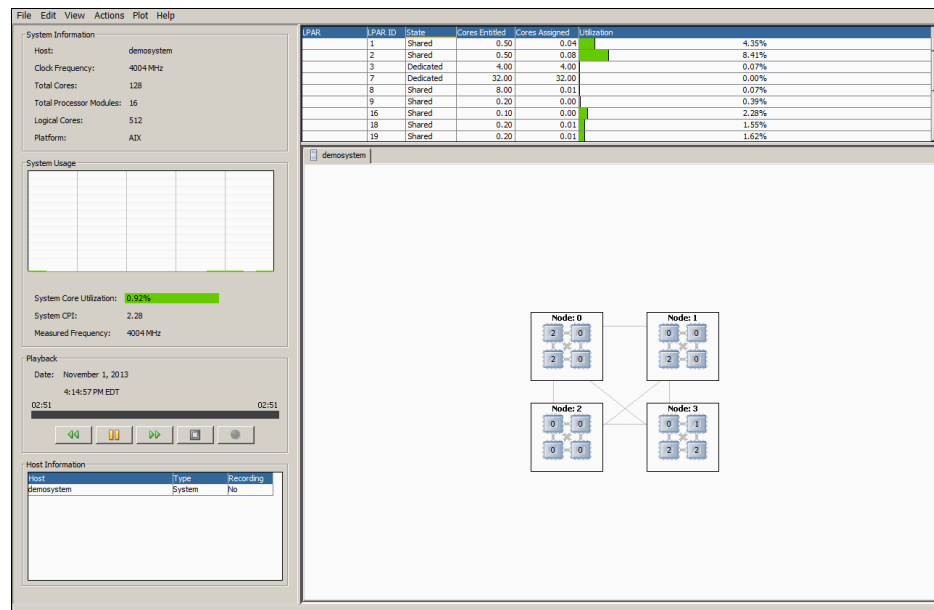 File Edit View Actions Plot Help
System Information
Host: demosystem
Clock Frequency: 4004 MHz
Total Cores: 128
Total Processor Modules: 16
Logical Cores: 512
Platform: AIX
System Usage
System Core Utilization: 0.92%
System CPI: 2.28
Measured Frequency: 4004 MHz
Playback
Date: November 1, 2013
4:14:57 PM EDT
02:51 02:51
Host Information
Host Type Recording
demosystem System No
LPAR LPAR ID State Cores Entitled Cores Assigned Utilization
1 Shared 0.50 0.04 4.35%
2 Shared 0.50 0.08 8.41%
3 Dedicated 4.00 4.00 0.07%
7 Dedicated 32.00 32.00 0.00%
8 Shared 8.00 0.01 0.07%
9 Shared 0.20 0.00 0.39%
16 Shared 0.10 0.00 2.28%
18 Shared 0.20 0.01 1.55%
19 Shared 0.20 0.01 1.62%
demosystem
Node: 0
2 0
2 0
Node: 1
0 0
2 0
Node: 2
0 0
0 0
Node: 3
0 1
2 2